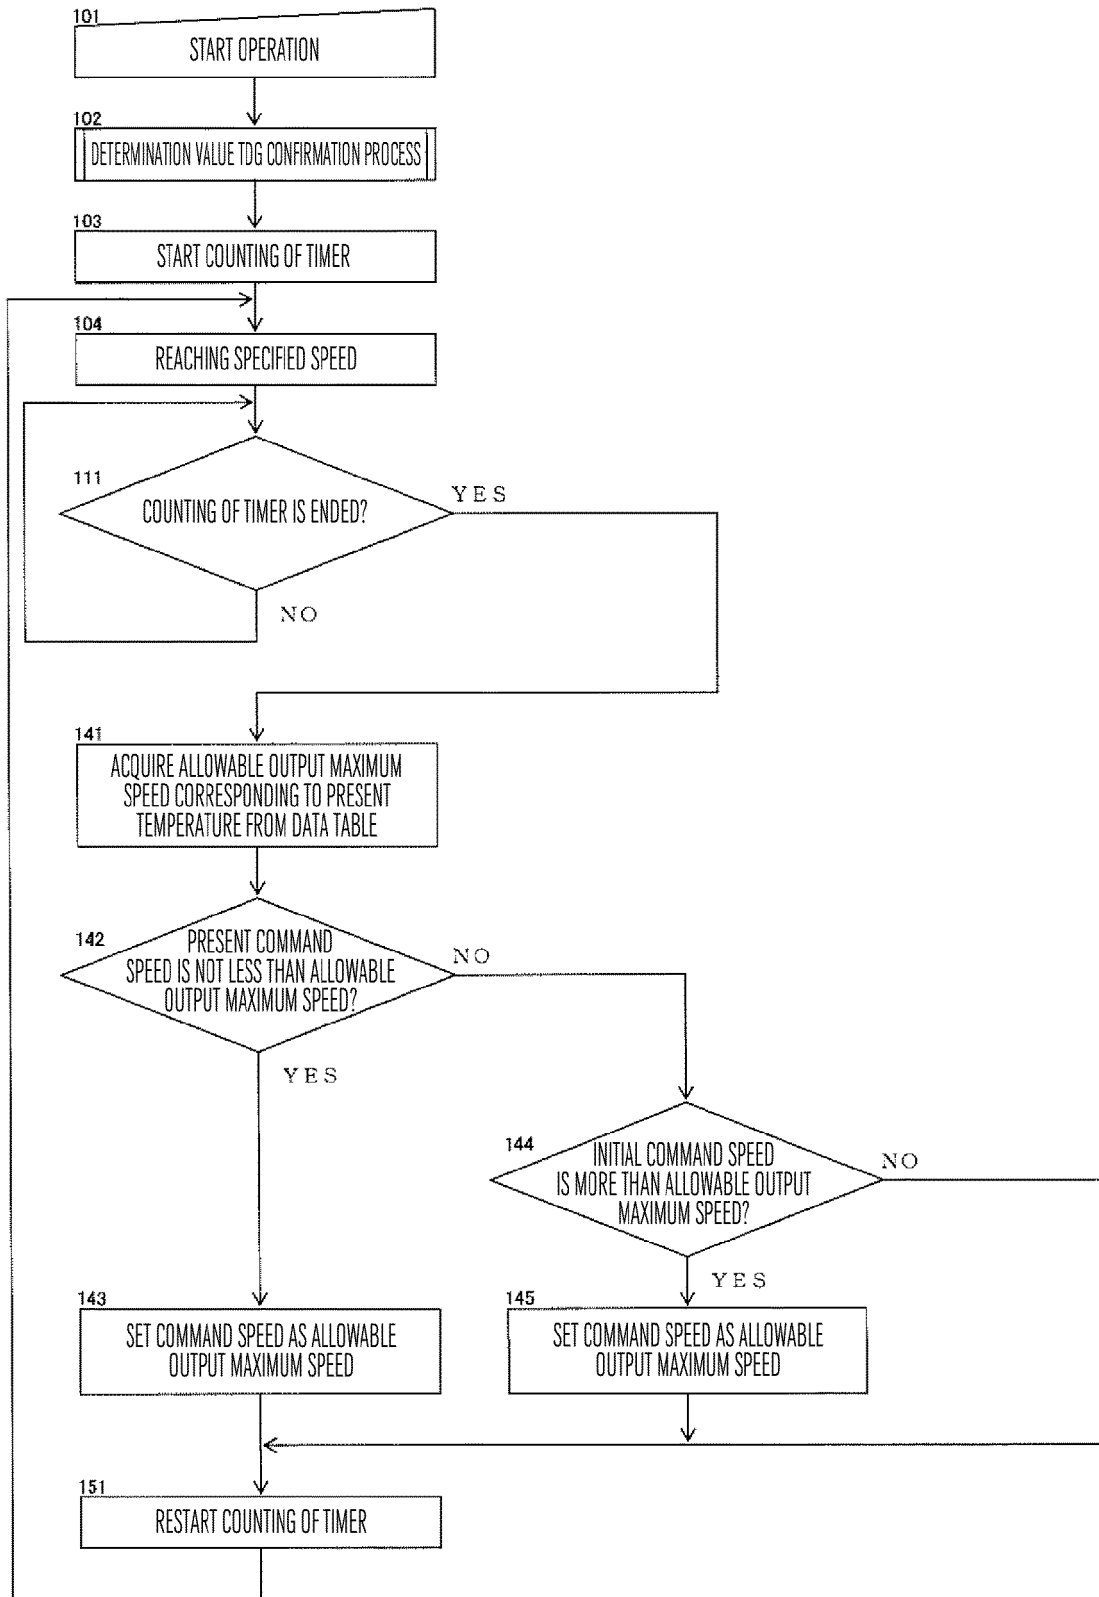 101
START OPERATION
102
DETERMINATION VALUE TDG CONFIRMATION PROCESS
103
START COUNTING OF TIMER
104
REACHING SPECIFIED SPEED
111
COUNTING OF TIMER IS ENDED?
YES
NO
141
ACQUIRE ALLOWABLE OUTPUT MAXIMUM
SPEED CORRESPONDING TO PRESENT
TEMPERATURE FROM DATA TABLE
142
PRESENT COMMAND
SPEED IS NOT LESS THAN ALLOWABLE
OUTPUT MAXIMUM SPEED?
NO
YES
144
INITIAL COMMAND SPEED
IS MORE THAN ALLOWABLE OUTPUT
MAXIMUM SPEED?
NO
YES
143
SET COMMAND SPEED AS ALLOWABLE
OUTPUT MAXIMUM SPEED
145
SET COMMAND SPEED AS ALLOWABLE
OUTPUT MAXIMUM SPEED
151
RESTART COUNTING OF TIMER